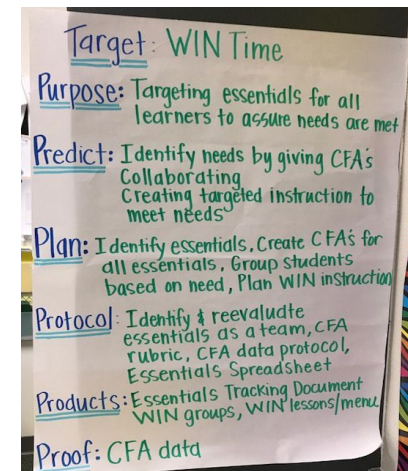 Target: WIN Time
Purpose: Targeting essentials for all
learners to assure needs are met
Predict: Identify needs by giving CFA's
Collaborating
Creating targeted instruction to
meet needs
Plan: Identify essentials, Create CFA's for
all essentials, Group students
based on need, Plan WIN instruction
Protocol: Identify & reevaluate
essentials as a team, CFA
rubric, CFA data protocol,
Essentials Spreadsheet
Products: Essentials Tracking Document
WIN groups, WIN lessons/menu
Proof: CFA data